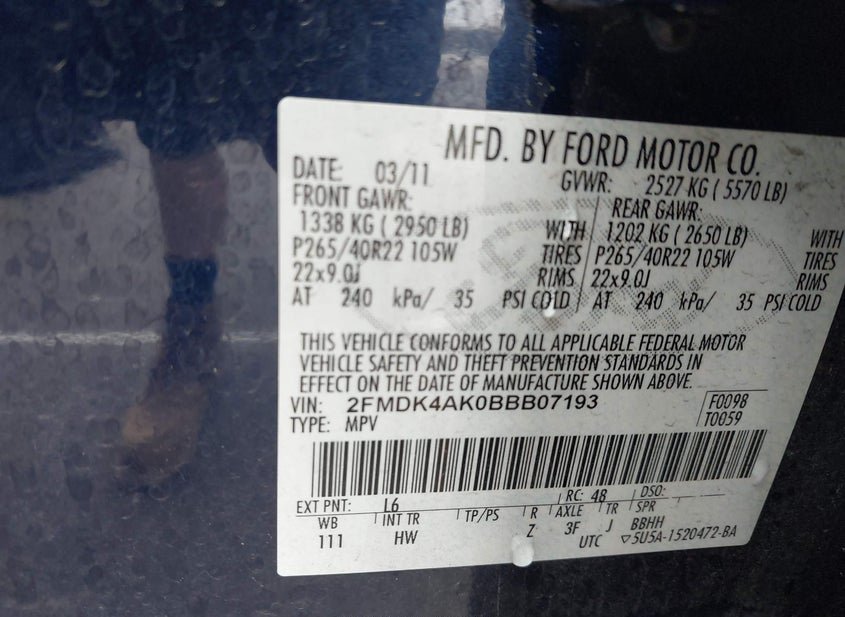 MFD. BY FORD MOTOR CO.
DATE: 03/11 GVWR: 2527 KG ( 5570 LB)
FRONT GAWR: REAR GAWR:
1338 KG ( 2950 LB) WITH 1202 KG ( 2650 LB) WITH
P265/40R22 105W TIRES P265/40R22 105W TIRES
22x9.0J RIMS 22x9.0J RIMS
AT 240 kPa/ 35 PSI COLD AT 240 kPa/ 35 PSI COLD
THIS VEHICLE CONFORMS TO ALL APPLICABLE FEDERAL MOTOR
VEHICLE SAFETY AND THEFT PREVENTION STANDARDS IN
EFFECT ON THE DATE OF MANUFACTURE SHOWN ABOVE.
VIN: 2FMDK4AK0BBB07193 F0098
TYPE: MPV T0059
EXT PNT: L6 RC: 48 DSO:
WB INT TR TP/PS R AXLE TR SPR
111 HW Z 3F J BBHH
UTC ▽5U5A-1520472-BA